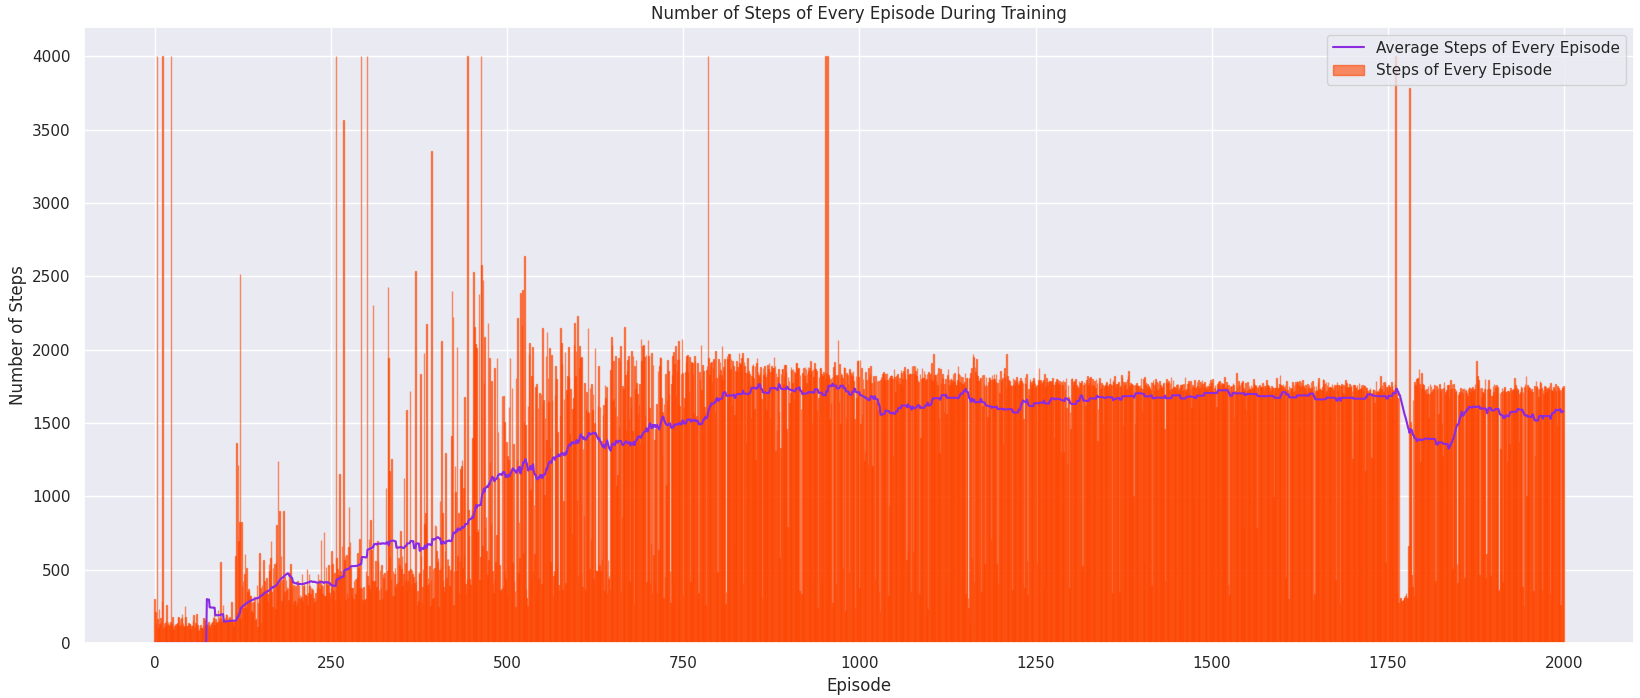 Number of Steps of Every Episode During Training
Average Steps of Every Episode
Steps of Every Episode
Number of Steps
4000
3500
3000
2500
2000
1500
1000
500
0
0 250 500 750 1000 1250 1500 1750 2000
Episode